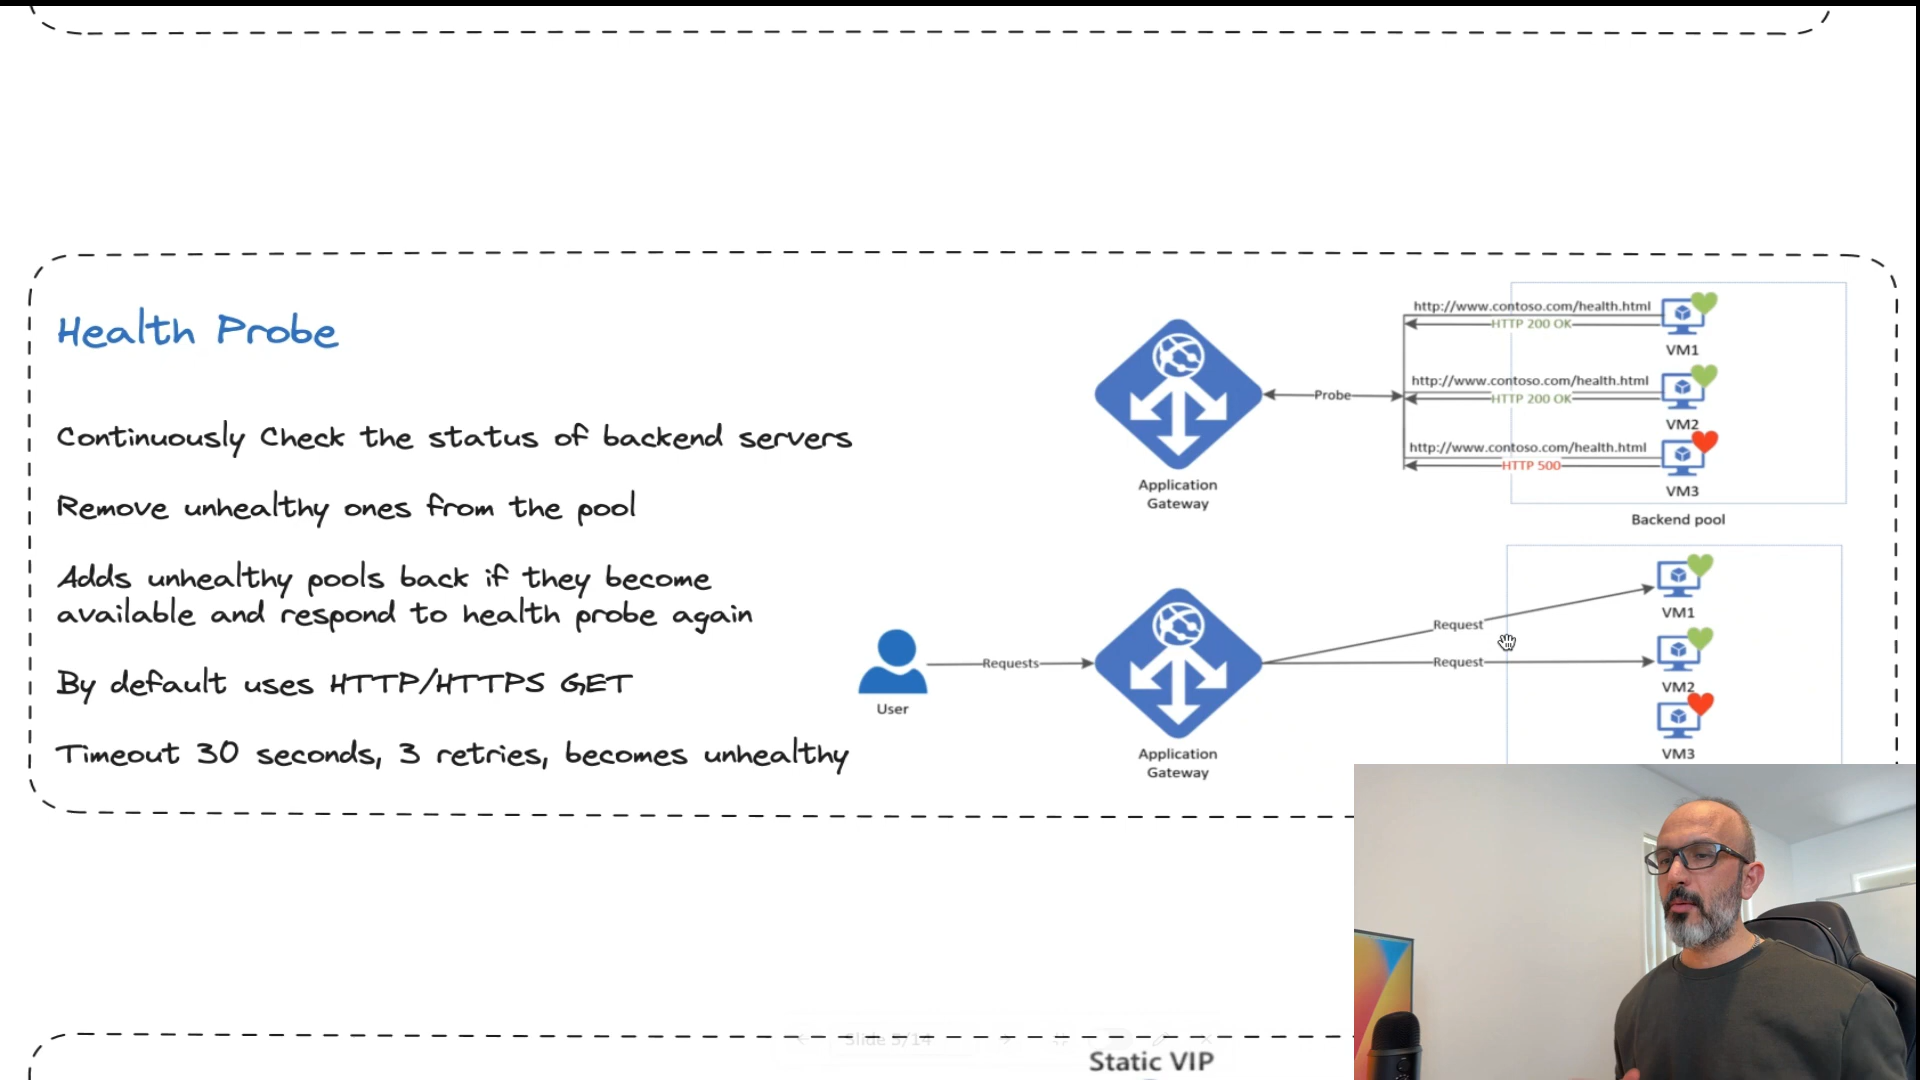 Health Probe
Continuously Check the status of backend servers
Remove unhealthy ones from the pool
Adds unhealthy pools back if they become
available and respond to health probe again
By default uses HTTP/HTTPS GET
Timeout 30 seconds, 3 retries, becomes unhealthy
http://www.contoso.com/health.html
HTTP 200 OK
VM1
http://www.contoso.com/health.html
HTTP 200 OK
VM2
http://www.contoso.com/health.html
HTTP 500
VM3
Probe
Application
Gateway
Backend pool
User
Requests
Application
Gateway
Request
Request
VM1
VM2
VM3
Slide 5/14
Static VIP